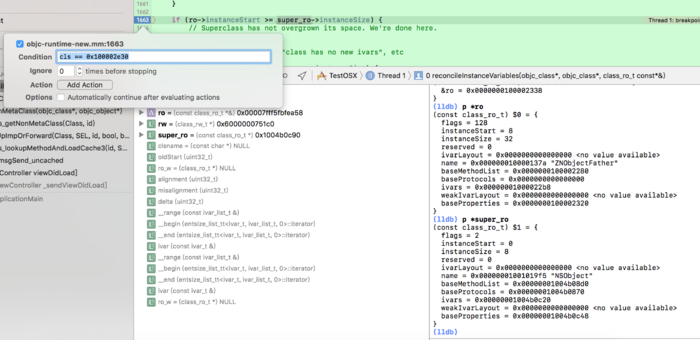 1661
1662
1663 if (ro->instanceStart >= super_ro->instanceSize) { Thread 1: breakpoi
// Superclass has not overgrown its space. We're done here.
}
objc-runtime-new.mm:1663
Condition cls == 0x100002e30
Ignore 0 times before stopping
Action Add Action
Options Automatically continue after evaluating actions
"class has no new ivars", etc
TestOSX Thread 1 0 reconcileInstanceVariables(objc_class*, objc_class*, class_ro_t const*&)
nMetaClass(objc_class*, objc_object*)
_getNonMetaClass(Class, id)
UpImpOrForward(Class, SEL, id, bool, b...
_lookupMethodAndLoadCache3(id, S...
msgSend_uncached
Controller viewDidLoad]
ewController _sendViewDidLoad]
plicationMain
ro = (const class_ro_t *&) 0x00007fff5fbfea58
rw = (class_rw_t *) 0x6080000751c0
super_ro = (const class_ro_t *) 0x1004b0c90
clsname = (const char *) NULL
oldStart (uint32_t)
ro_w = (class_ro_t *) NULL
alignment (uint32_t)
misalignment (uint32_t)
delta (uint32_t)
__range (const ivar_list_t &)
__begin (entsize_list_tt<ivar_t, ivar_list_t, 0>::iterator)
__end (entsize_list_tt<ivar_t, ivar_list_t, 0>::iterator)
ivar (const ivar_t &)
__range (const ivar_list_t &)
__begin (entsize_list_tt<ivar_t, ivar_list_t, 0>::iterator)
__end (entsize_list_tt<ivar_t, ivar_list_t, 0>::iterator)
ivar (const ivar_t &)
ro_w = (class_ro_t *) NULL
&ro = 0x0000000100002338
}
(lldb) p *ro
(const class_ro_t) $0 = {
flags = 128
instanceStart = 8
instanceSize = 32
reserved = 0
ivarLayout = 0x0000000000000000 <no value available>
name = 0x000000010000137a "ZNObjectFather"
baseMethodList = 0x0000000100002280
baseProtocols = 0x0000000000000000
ivars = 0x00000001000022b8
weakIvarLayout = 0x0000000000000000 <no value available>
baseProperties = 0x0000000100002320
}
(lldb) p *super_ro
(const class_ro_t) $1 = {
flags = 2
instanceStart = 0
instanceSize = 8
reserved = 0
ivarLayout = 0x0000000000000000 <no value available>
name = 0x00000001001019f5 "NSObject"
baseMethodList = 0x00000001004b08d0
baseProtocols = 0x00000001004b0870
ivars = 0x00000001004b0c20
weakIvarLayout = 0x0000000000000000 <no value available>
baseProperties = 0x00000001004b0c48
}
(lldb)